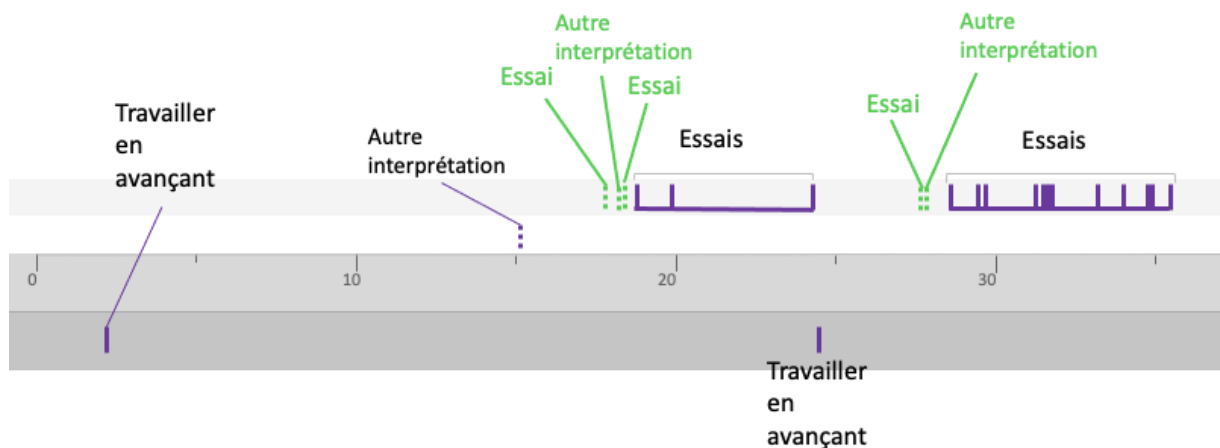 Autre
interprétation
Autre
interprétation
Essai
Essai
Essai
Travailler
en
avançant
Autre
interprétation
Essais
Essais
0
10
20
30
Travailler
en
avançant